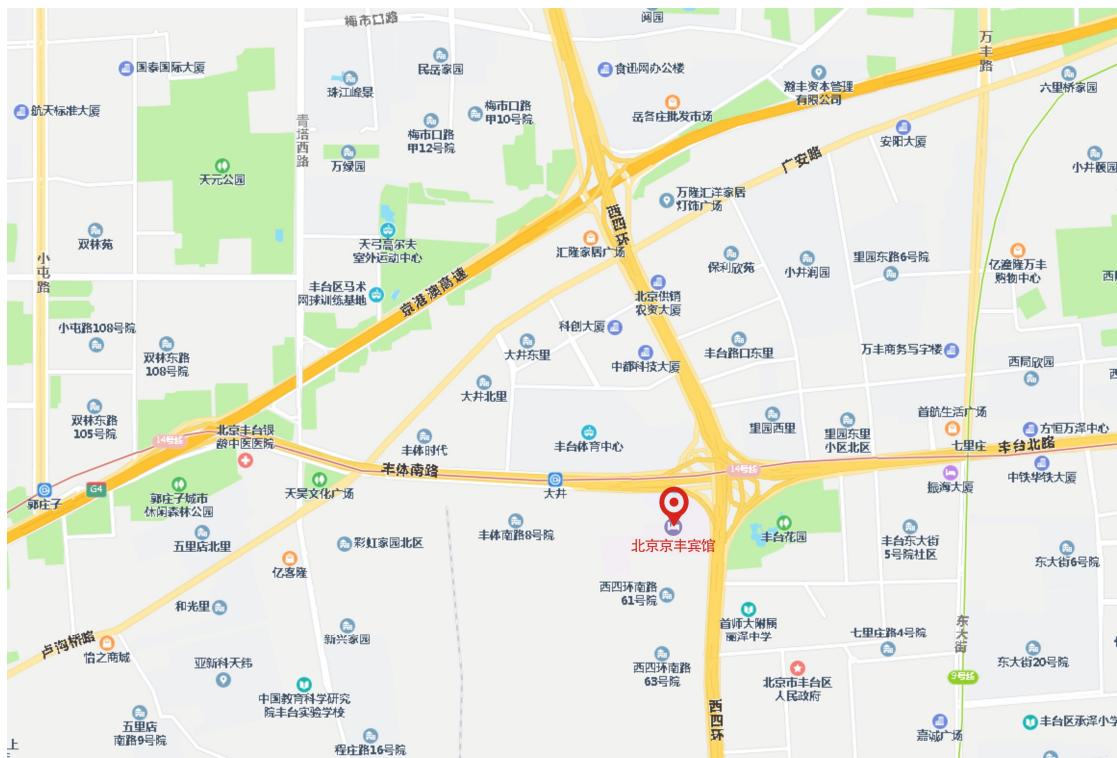 梅市口路
闽园
万
丰
路
国泰国际大厦
民岳家园
食迅网办公楼
瀚丰资本管理
有限公司
六里桥家园
珠江峰景
航天标准大厦
梅市口路
甲10号院
岳各庄批发市场
青
塔
西
路
梅市口路
甲12号院
安阳大厦
万绿园
广安路
小井颐园
天元公园
万隆汇洋家居
灯饰广场
西四环
双林苑
天弓高尔夫
室外运动中心
汇隆家居广场
小
屯
路
保利欣苑
小井润园
里园东路6号院
亿潼隆万丰
购物中心
西
京港澳高速
丰台区马术
网球训练基地
北京供销
农资大厦
小屯路108号院
科创大厦
双林东路
108号院
大井东里
中都科技大厦
丰台路口东里
万丰商务写字楼
西局欣园
西
大井北里
双林东路
105号院
北京丰台银
龄中医医院
14号线
丰体时代
丰台体育中心
里园西里
里园东里
小区北区
首航生活广场
方恒万泽中心
七里庄
丰台北路
丰体南路
14号线
郭庄子
G4
郭庄子城市
休闲森林公园
天昊文化广场
大井
振海大厦
中铁华铁大厦
五里店北里
彩虹家园北区
丰体南路8号院
北京京丰宾馆
丰台花园
丰台东大街
5号院社区
东大街6号院
亿客隆
西四环南路
61号院
和光里
新兴家园
首师大附属
丽泽中学
七里庄路4号院
东
大
街
卢沟桥路
怡之商城
亚新科天纬
西四环南路
63号院
北京市丰台区
人民政府
东大街20号院
9号线
中国教育科学研究
院丰台实验学校
五里店
南路9号院
程庄路16号院
西四环
嘉诚广场
丰台区承泽小学
上